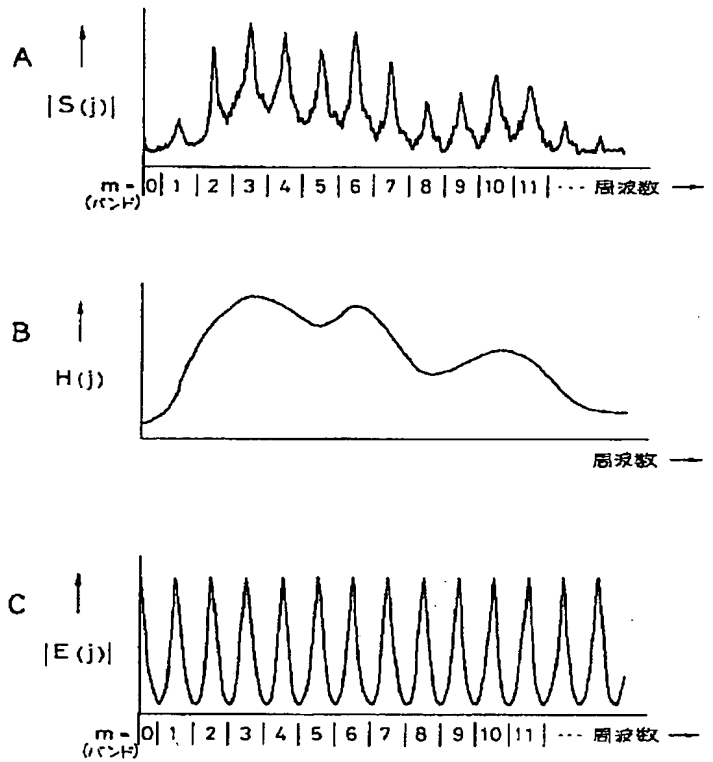 A
|S(j)|
m= 0 | 1 | 2 | 3 | 4 | 5 | 6 | 7 | 8 | 9 | 10 | 11 | ··· 周波数 →
(バンド)
B
H(j)
周波数 →
C
|E(j)|
m= 0 | 1 | 2 | 3 | 4 | 5 | 6 | 7 | 8 | 9 | 10 | 11 | ··· 周波数 →
(バンド)